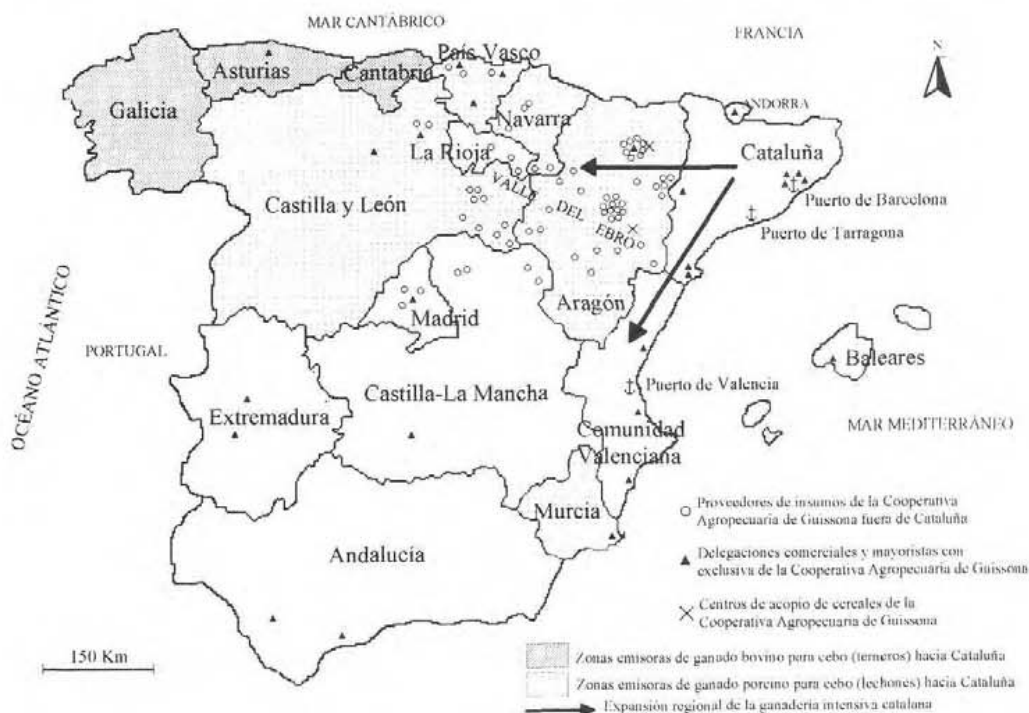 MAR CANTÁBRICO
FRANCIA
N
País Vasco
Asturias
Cantabria
Galicia
Navarra
ANDORRA
La Rioja
Cataluña
VALLE
DEL
EBRO
Castilla y León
Puerto de Barcelona
Puerto de Tarragona
Aragón
Madrid
OCÉANO ATLÁNTICO
PORTUGAL
Baleares
Castilla-La Mancha
Puerto de Valencia
Extremadura
MAR MEDITERRÁNEO
Comunidad
Valenciana
Murcia
Andalucía
Proveedores de insumos de la Cooperativa
Agropecuaria de Guissona fuera de Cataluña
Delegaciones comerciales y mayoristas con
exclusiva de la Cooperativa Agropecuaria de Guissona
Centros de acopio de cereales de la
Cooperativa Agropecuaria de Guissona
150 Km
Zonas emisoras de ganado bovino para cebo (terneros) hacia Cataluña
Zonas emisoras de ganado porcino para cebo (lechones) hacia Cataluña
Expansión regional de la ganadería intensiva catalana